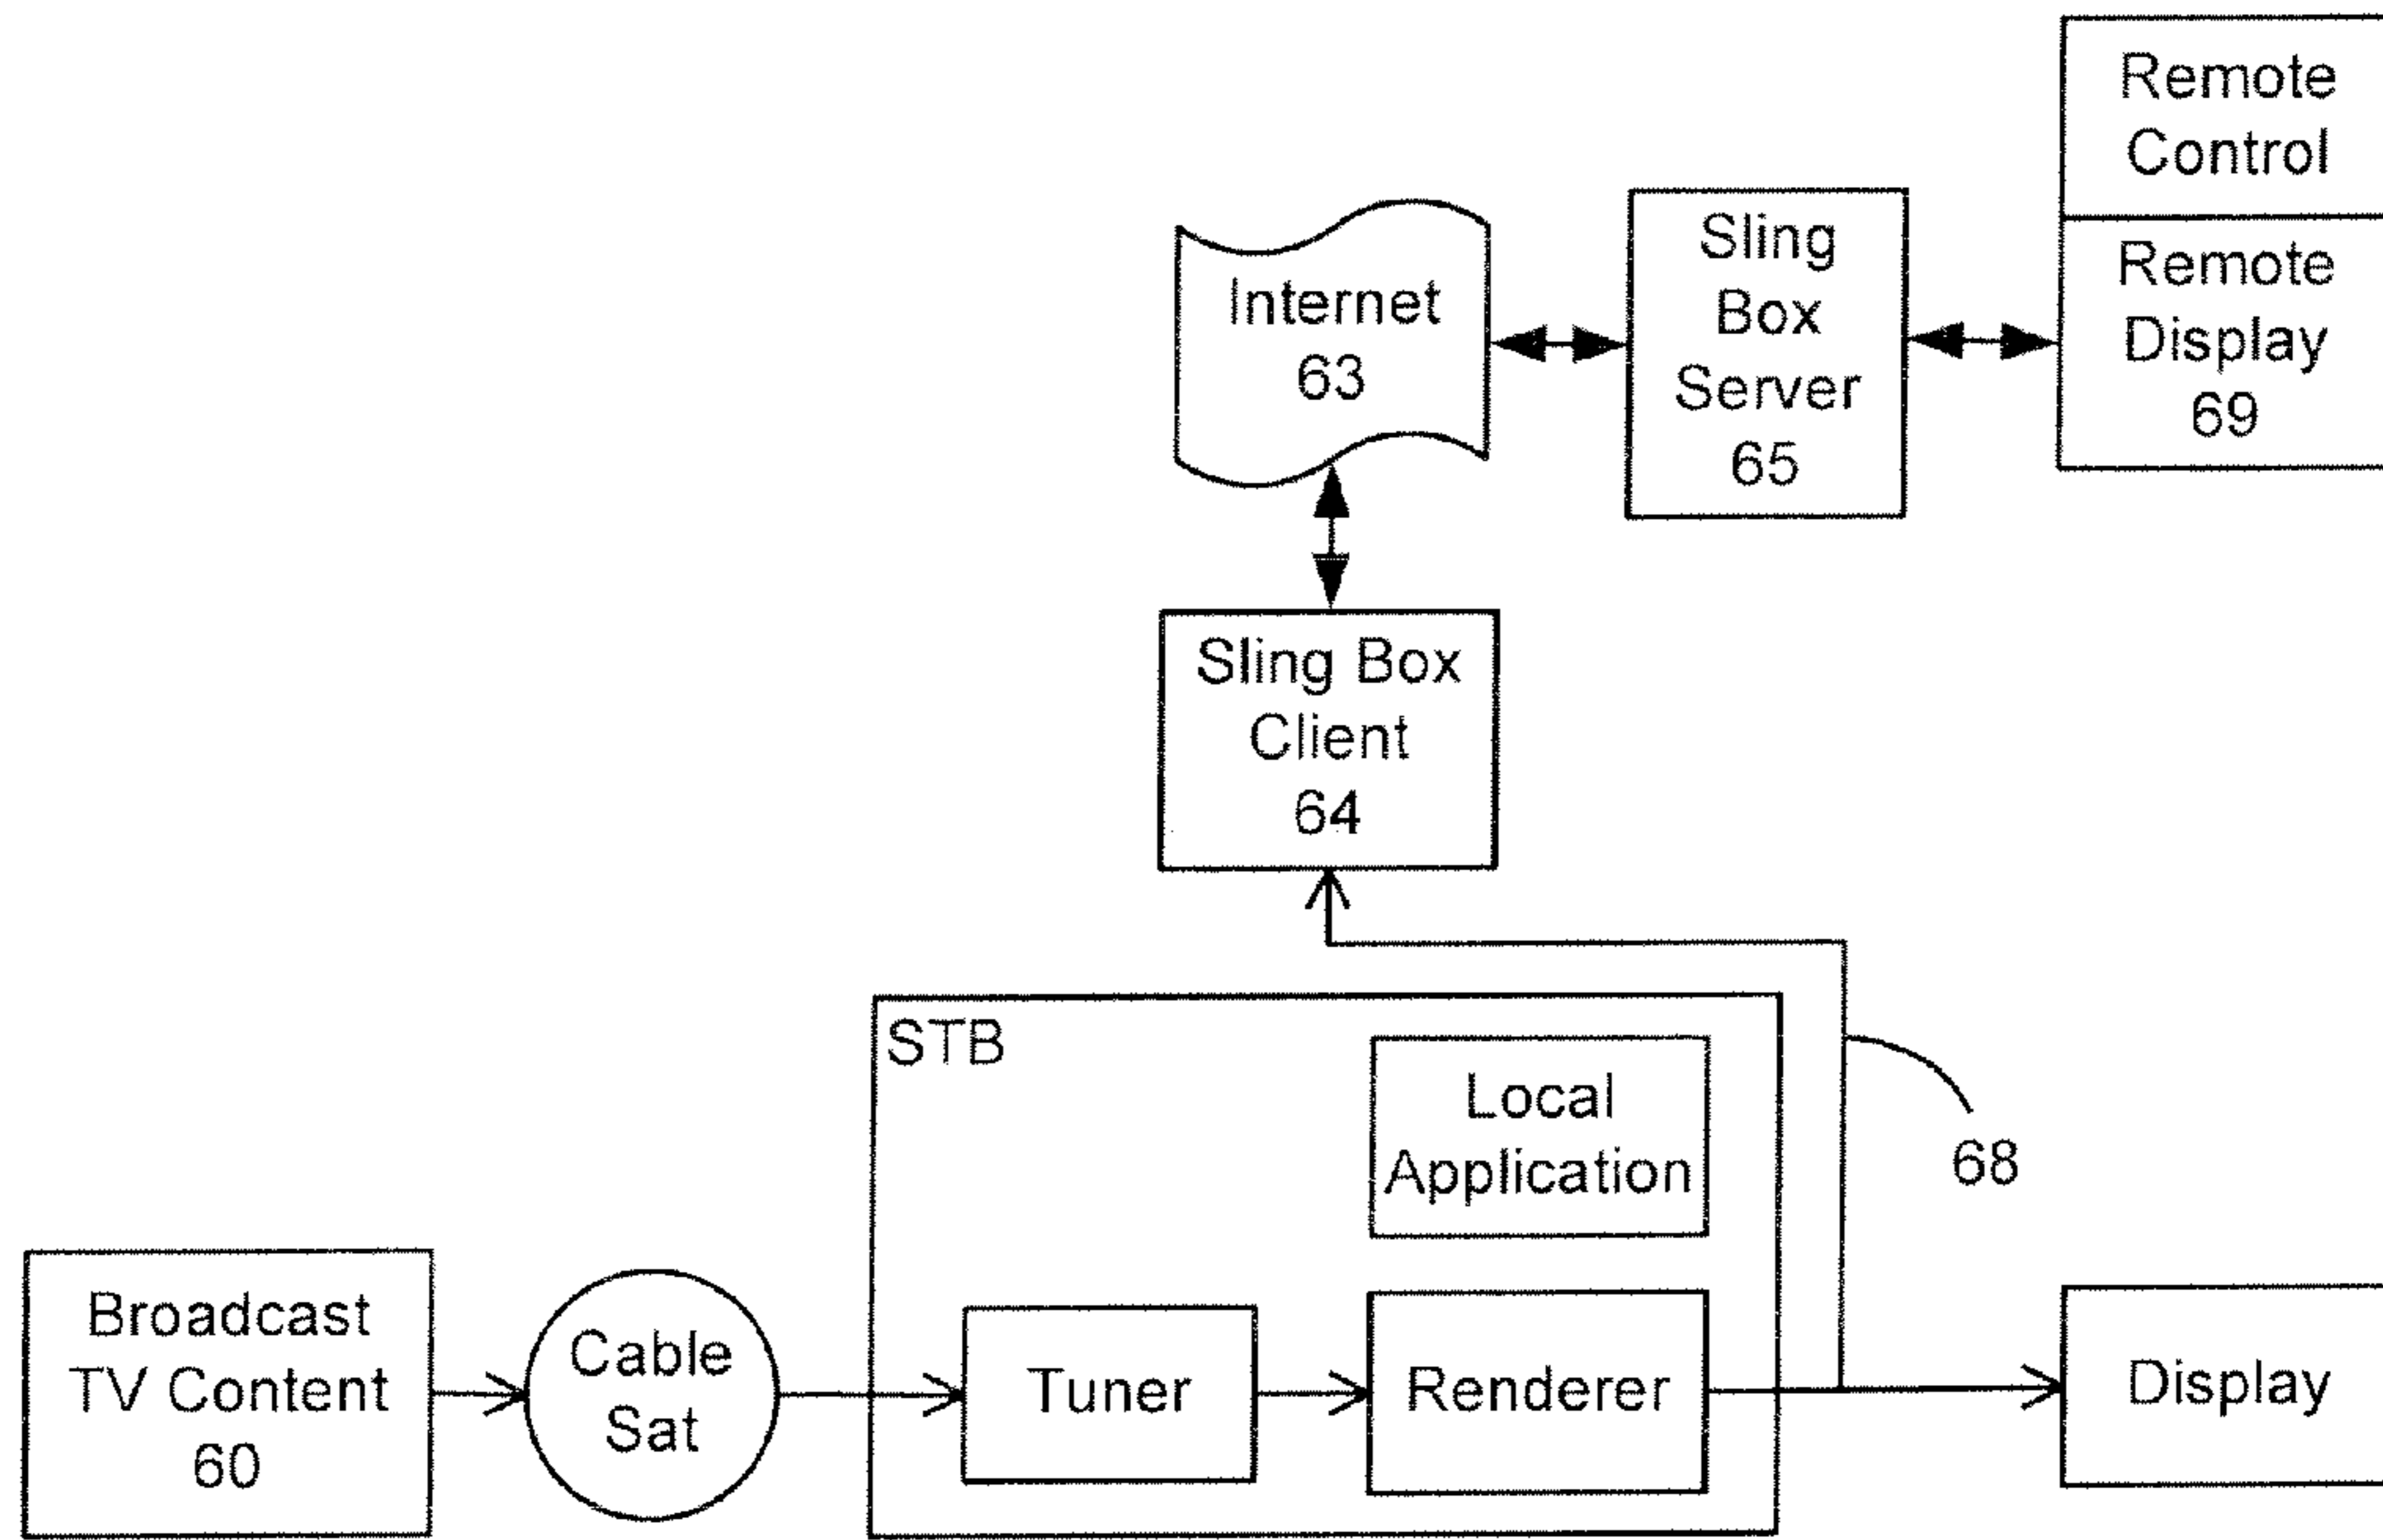 Remote
Control
Remote
Display
69
Sling
Box
Server
65
Internet
63
Sling Box
Client
64
STB
Local
Application
68
Broadcast
TV Content
60
Cable
Sat
Tuner
Renderer
Display